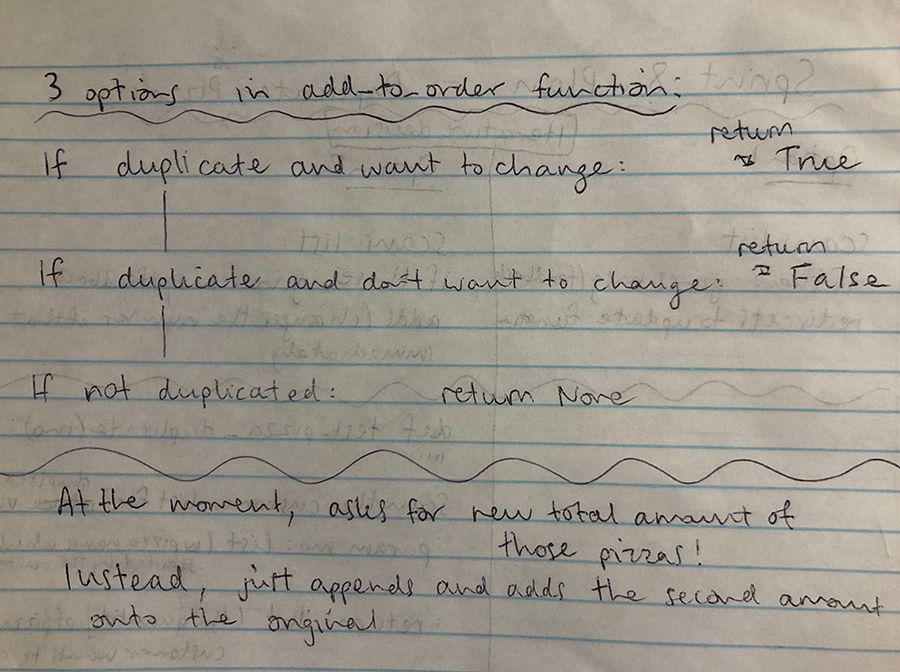 3 options in add_to_order function:
return
If duplicate and want to change: True
return
If duplicate and don't want to change: False
If not duplicated: return None
At the moment, asks for new total amount of
those pizzas!
Instead, just appends and adds the second amount
onto the original